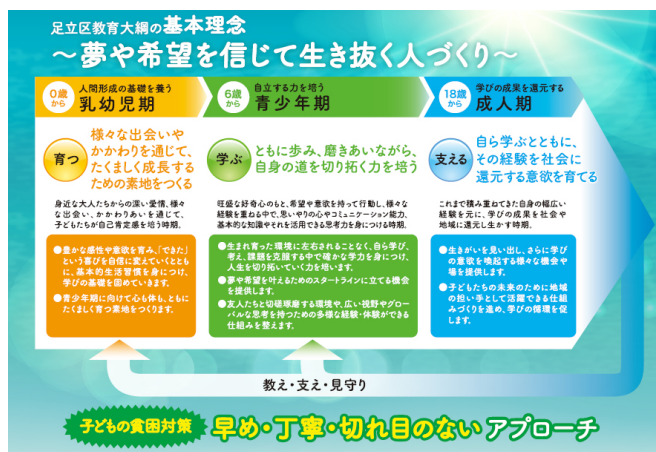 足立区教育大綱の基本理念
～夢や希望を信じて生き抜く人づくり～
0歳から
人間形成の基礎を養う
乳幼児期
育つ
様々な出会いや
かかわりを通じて、
たくましく成長する
ための素地をつくる
身近な大人たちからの深い愛情、様々
な出会い、かかわりあいを通じて、
子どもたちが自己肯定感を培う時期。
●豊かな感性や意欲を育み、「できた」
という喜びを自信に変えていくととも
に、基本的生活習慣を身につけ、
学びの基礎を固めていきます。
●青少年期に向けて心も体も、ともに
たくましく育つ素地をつくります。
6歳から
自立する力を培う
青少年期
学ぶ
ともに歩み、磨きあいながら、
自身の道を切り拓く力を培う
旺盛な好奇心のもと、希望や意欲を持って行動し、様々な
経験を重ねる中で、思いやりの心やコミュニケーション能力、
基本的な知識やそれを活用できる思考力を身につける時期。
●生まれ育った環境に左右されることなく、自ら学び、
考え、課題を克服する中で確かな学力を身につけ、
人生を切り拓いていく力を培います。
●夢や希望を叶えるためのスタートラインに立てる機会
を提供します。
●友人たちと切磋琢磨する環境や、広い視野やグロー
バルな思考を持つための多様な経験・体験ができる
仕組みを整えます。
18歳から
学びの成果を還元する
成人期
支える
自ら学ぶとともに、
その経験を社会に
還元する意欲を育てる
これまで積み重ねてきた自身の幅広い
経験を元に、学びの成果を社会や
地域に還元し生かす時期。
●生きがいを見い出し、さらに学び
の意欲を喚起する様々な機会や
場を提供します。
●子どもたちの未来のために地域
の担い手として活躍できる仕組
みづくりを進め、学びの循環を促
します。
教え・支え・見守り
子どもの貧困対策 早め・丁寧・切れ目のないアプローチ